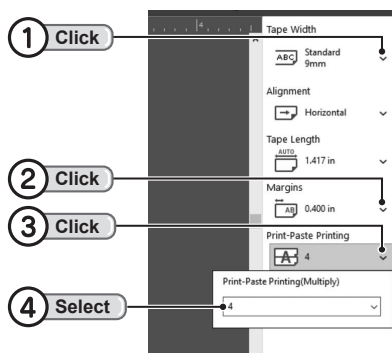 4
Tape Width
1 Click
ABC
Standard
9mm
Alignment
Horizontal
Tape Length
AUTO
1.417 in
2 Click
Margins
AB
0.400 in
3 Click
Print-Paste Printing
A
4
Print-Paste Printing(Multiply)
4 Select
4